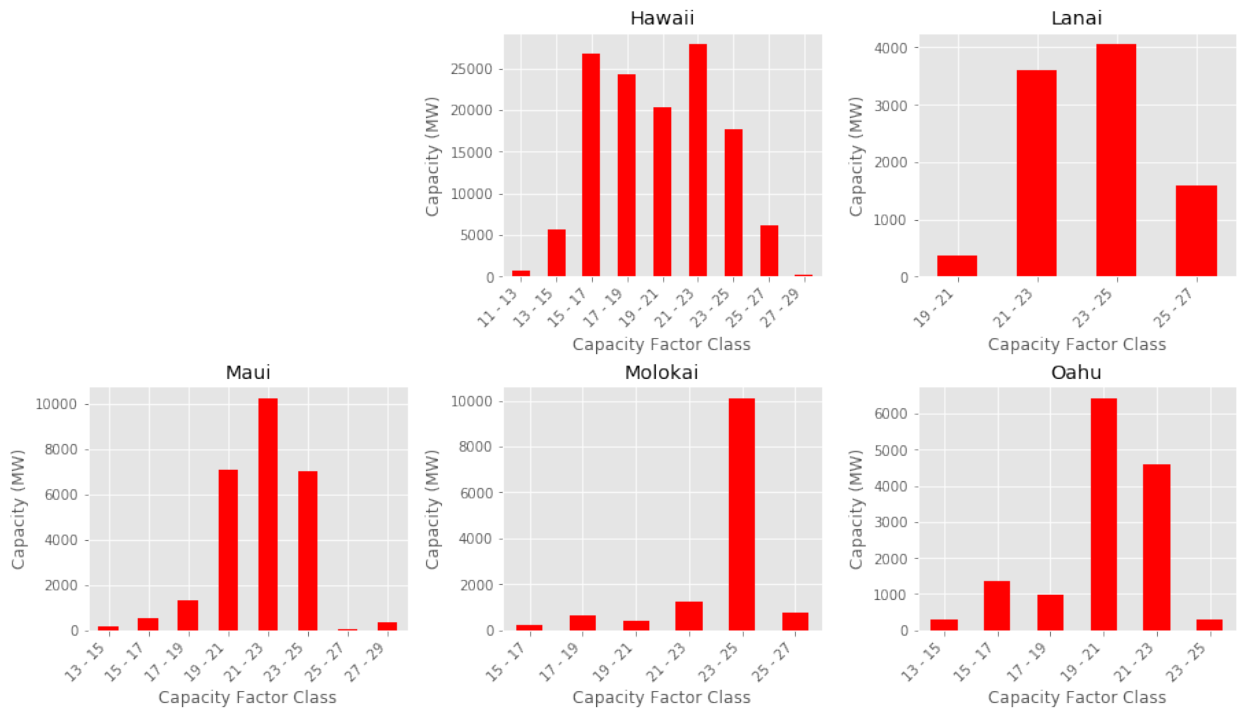 Hawaii
Capacity (MW)
25000
20000
15000
10000
5000
0
11 - 13
13 - 15
15 - 17
17 - 19
19 - 21
21 - 23
23 - 25
25 - 27
27 - 29
Capacity Factor Class
Lanai
Capacity (MW)
4000
3000
2000
1000
0
19 - 21
21 - 23
23 - 25
25 - 27
Capacity Factor Class
Maui
Capacity (MW)
10000
8000
6000
4000
2000
0
13 - 15
15 - 17
17 - 19
19 - 21
21 - 23
23 - 25
25 - 27
27 - 29
Capacity Factor Class
Molokai
Capacity (MW)
10000
8000
6000
4000
2000
0
15 - 17
17 - 19
19 - 21
21 - 23
23 - 25
25 - 27
Capacity Factor Class
Oahu
Capacity (MW)
6000
5000
4000
3000
2000
1000
0
13 - 15
15 - 17
17 - 19
19 - 21
21 - 23
23 - 25
Capacity Factor Class